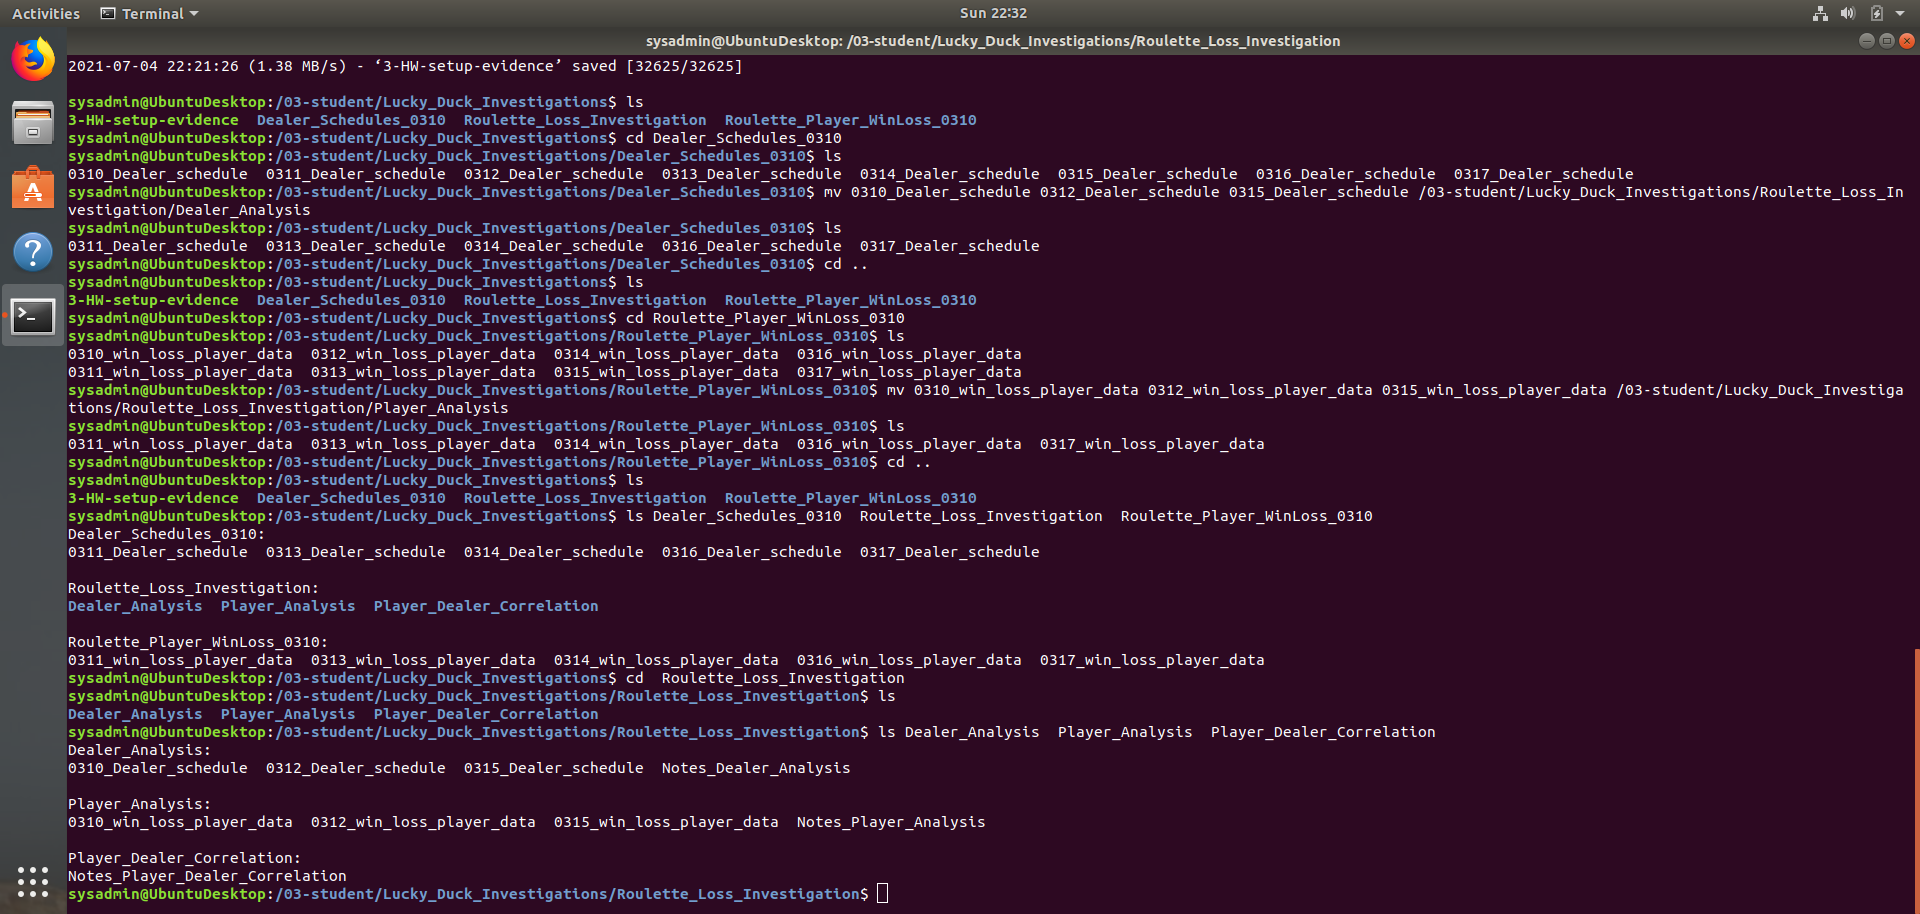 Activities Terminal Sun 22:32
sysadmin@UbuntuDesktop: /03-student/Lucky_Duck_Investigations/Roulette_Loss_Investigation
2021-07-04 22:21:26 (1.38 MB/s) - ‘3-HW-setup-evidence’ saved [32625/32625]
sysadmin@UbuntuDesktop:/03-student/Lucky_Duck_Investigations$ ls
3-HW-setup-evidence  Dealer_Schedules_0310  Roulette_Loss_Investigation  Roulette_Player_WinLoss_0310
sysadmin@UbuntuDesktop:/03-student/Lucky_Duck_Investigations$ cd Dealer_Schedules_0310
sysadmin@UbuntuDesktop:/03-student/Lucky_Duck_Investigations/Dealer_Schedules_0310$ ls
0310_Dealer_schedule  0311_Dealer_schedule  0312_Dealer_schedule  0313_Dealer_schedule  0314_Dealer_schedule  0315_Dealer_schedule  0316_Dealer_schedule  0317_Dealer_schedule
sysadmin@UbuntuDesktop:/03-student/Lucky_Duck_Investigations/Dealer_Schedules_0310$ mv 0310_Dealer_schedule 0312_Dealer_schedule 0315_Dealer_schedule /03-student/Lucky_Duck_Investigations/Roulette_Loss_In
vestigation/Dealer_Analysis
sysadmin@UbuntuDesktop:/03-student/Lucky_Duck_Investigations/Dealer_Schedules_0310$ ls
0311_Dealer_schedule  0313_Dealer_schedule  0314_Dealer_schedule  0316_Dealer_schedule  0317_Dealer_schedule
sysadmin@UbuntuDesktop:/03-student/Lucky_Duck_Investigations/Dealer_Schedules_0310$ cd ..
sysadmin@UbuntuDesktop:/03-student/Lucky_Duck_Investigations$ ls
3-HW-setup-evidence  Dealer_Schedules_0310  Roulette_Loss_Investigation  Roulette_Player_WinLoss_0310
sysadmin@UbuntuDesktop:/03-student/Lucky_Duck_Investigations$ cd Roulette_Player_WinLoss_0310
sysadmin@UbuntuDesktop:/03-student/Lucky_Duck_Investigations/Roulette_Player_WinLoss_0310$ ls
0310_win_loss_player_data  0312_win_loss_player_data  0314_win_loss_player_data  0316_win_loss_player_data
0311_win_loss_player_data  0313_win_loss_player_data  0315_win_loss_player_data  0317_win_loss_player_data
sysadmin@UbuntuDesktop:/03-student/Lucky_Duck_Investigations/Roulette_Player_WinLoss_0310$ mv 0310_win_loss_player_data 0312_win_loss_player_data 0315_win_loss_player_data /03-student/Lucky_Duck_Investiga
tions/Roulette_Loss_Investigation/Player_Analysis
sysadmin@UbuntuDesktop:/03-student/Lucky_Duck_Investigations/Roulette_Player_WinLoss_0310$ ls
0311_win_loss_player_data  0313_win_loss_player_data  0314_win_loss_player_data  0316_win_loss_player_data  0317_win_loss_player_data
sysadmin@UbuntuDesktop:/03-student/Lucky_Duck_Investigations/Roulette_Player_WinLoss_0310$ cd ..
sysadmin@UbuntuDesktop:/03-student/Lucky_Duck_Investigations$ ls
3-HW-setup-evidence  Dealer_Schedules_0310  Roulette_Loss_Investigation  Roulette_Player_WinLoss_0310
sysadmin@UbuntuDesktop:/03-student/Lucky_Duck_Investigations$ ls Dealer_Schedules_0310  Roulette_Loss_Investigation  Roulette_Player_WinLoss_0310
Dealer_Schedules_0310:
0311_Dealer_schedule  0313_Dealer_schedule  0314_Dealer_schedule  0316_Dealer_schedule  0317_Dealer_schedule
Roulette_Loss_Investigation:
Dealer_Analysis  Player_Analysis  Player_Dealer_Correlation
Roulette_Player_WinLoss_0310:
0311_win_loss_player_data  0313_win_loss_player_data  0314_win_loss_player_data  0316_win_loss_player_data  0317_win_loss_player_data
sysadmin@UbuntuDesktop:/03-student/Lucky_Duck_Investigations$ cd  Roulette_Loss_Investigation
sysadmin@UbuntuDesktop:/03-student/Lucky_Duck_Investigations/Roulette_Loss_Investigation$ ls
Dealer_Analysis  Player_Analysis  Player_Dealer_Correlation
sysadmin@UbuntuDesktop:/03-student/Lucky_Duck_Investigations/Roulette_Loss_Investigation$ ls Dealer_Analysis  Player_Analysis  Player_Dealer_Correlation
Dealer_Analysis:
0310_Dealer_schedule  0312_Dealer_schedule  0315_Dealer_schedule  Notes_Dealer_Analysis
Player_Analysis:
0310_win_loss_player_data  0312_win_loss_player_data  0315_win_loss_player_data  Notes_Player_Analysis
Player_Dealer_Correlation:
Notes_Player_Dealer_Correlation
sysadmin@UbuntuDesktop:/03-student/Lucky_Duck_Investigations/Roulette_Loss_Investigation$